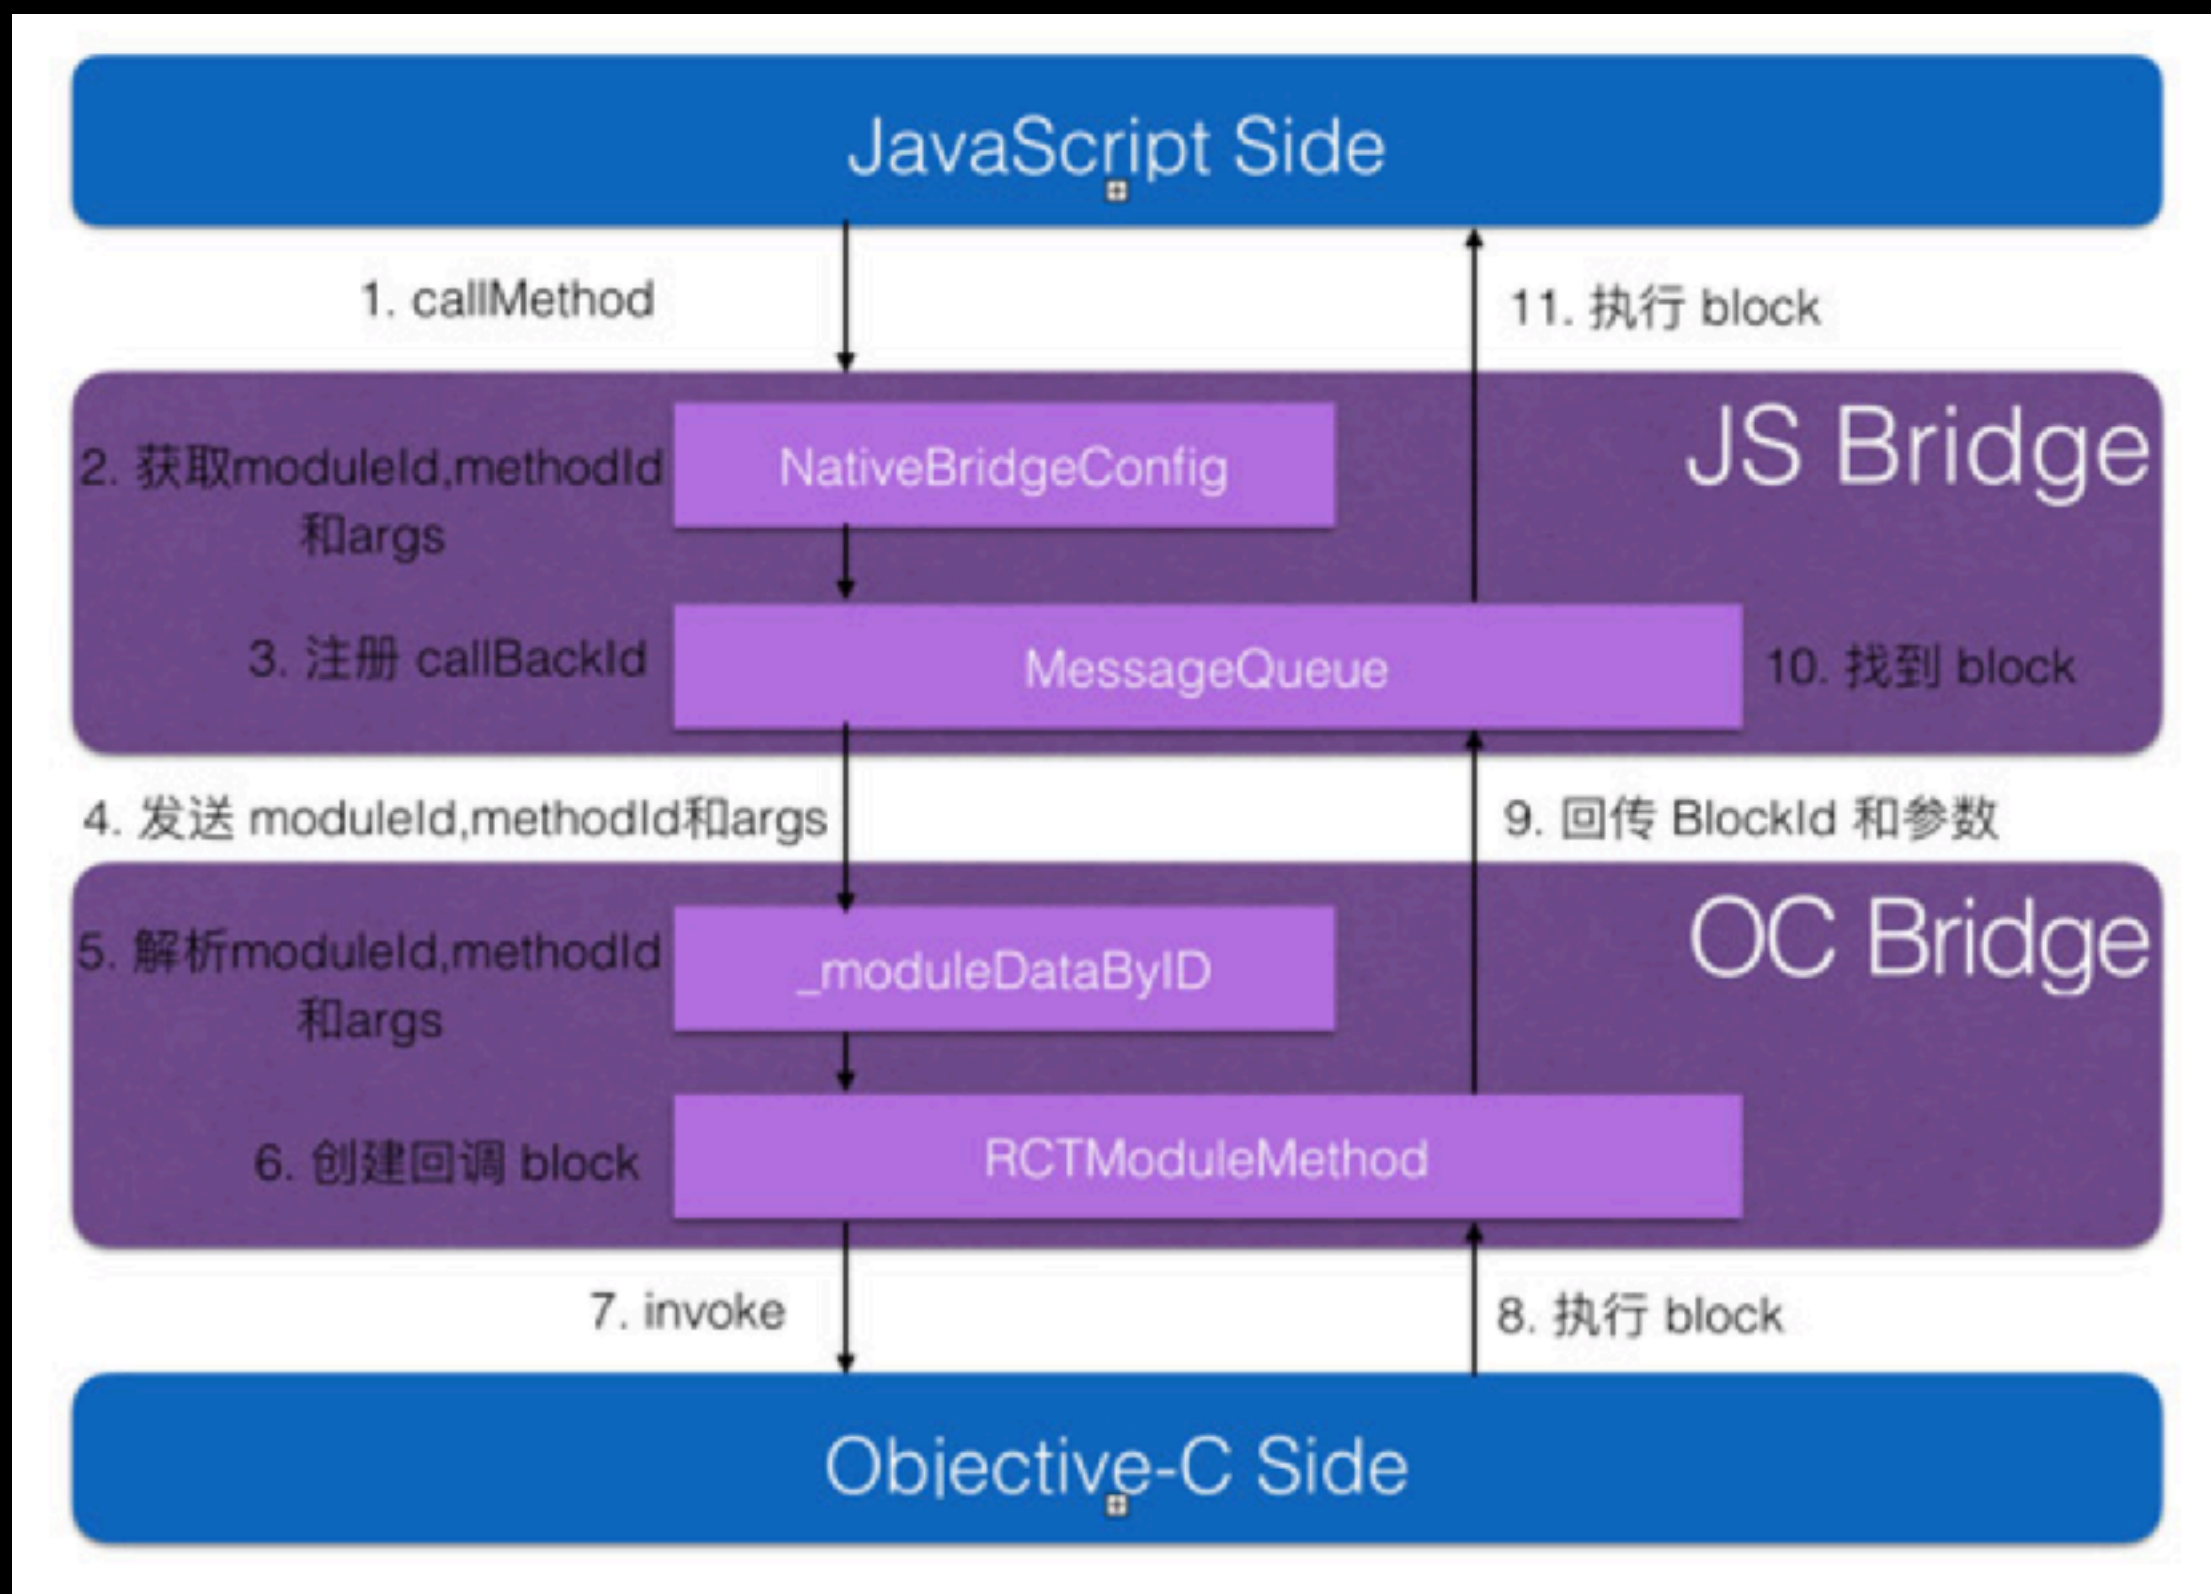 JavaScript Side
1. callMethod
11. 执行 block
JS Bridge
2. 获取moduleId,methodId
和args
NativeBridgeConfig
3. 注册 callBackId
MessageQueue
10. 找到 block
4. 发送 moduleId,methodId和args
9. 回传 BlockId 和参数
OC Bridge
5. 解析moduleId,methodId
和args
_moduleDataByID
6. 创建回调 block
RCTModuleMethod
7. invoke
8. 执行 block
Objective-C Side